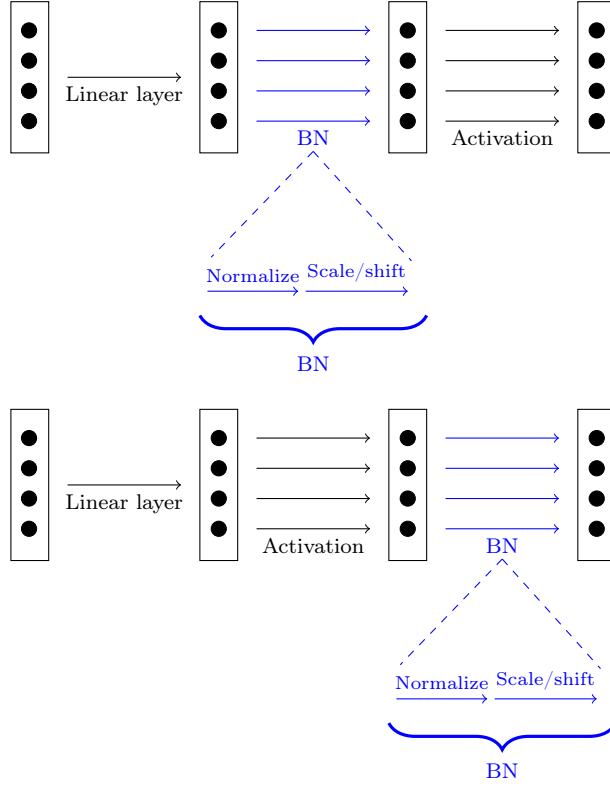 Linear layer
BN
Activation
Normalize
Scale/shift
BN
Linear layer
Activation
BN
Normalize
Scale/shift
BN